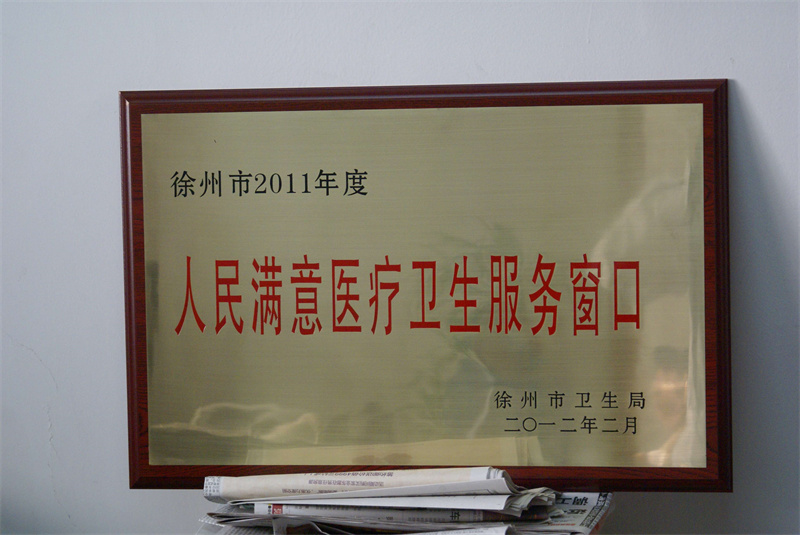 徐州市2011年度
人民满意医疗卫生服务窗口
徐州市卫生局
二〇一二年二月